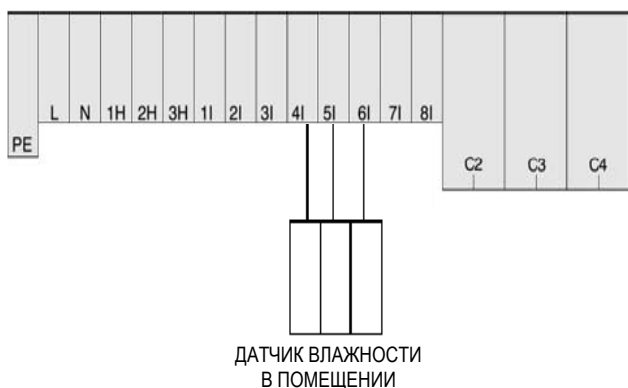 L N 1H 2H 3H 1I 2I 3I 4I 5I 6I 7I 8I
PE
C2 C3 C4
ДАТЧИК ВЛАЖНОСТИ
В ПОМЕЩЕНИИ